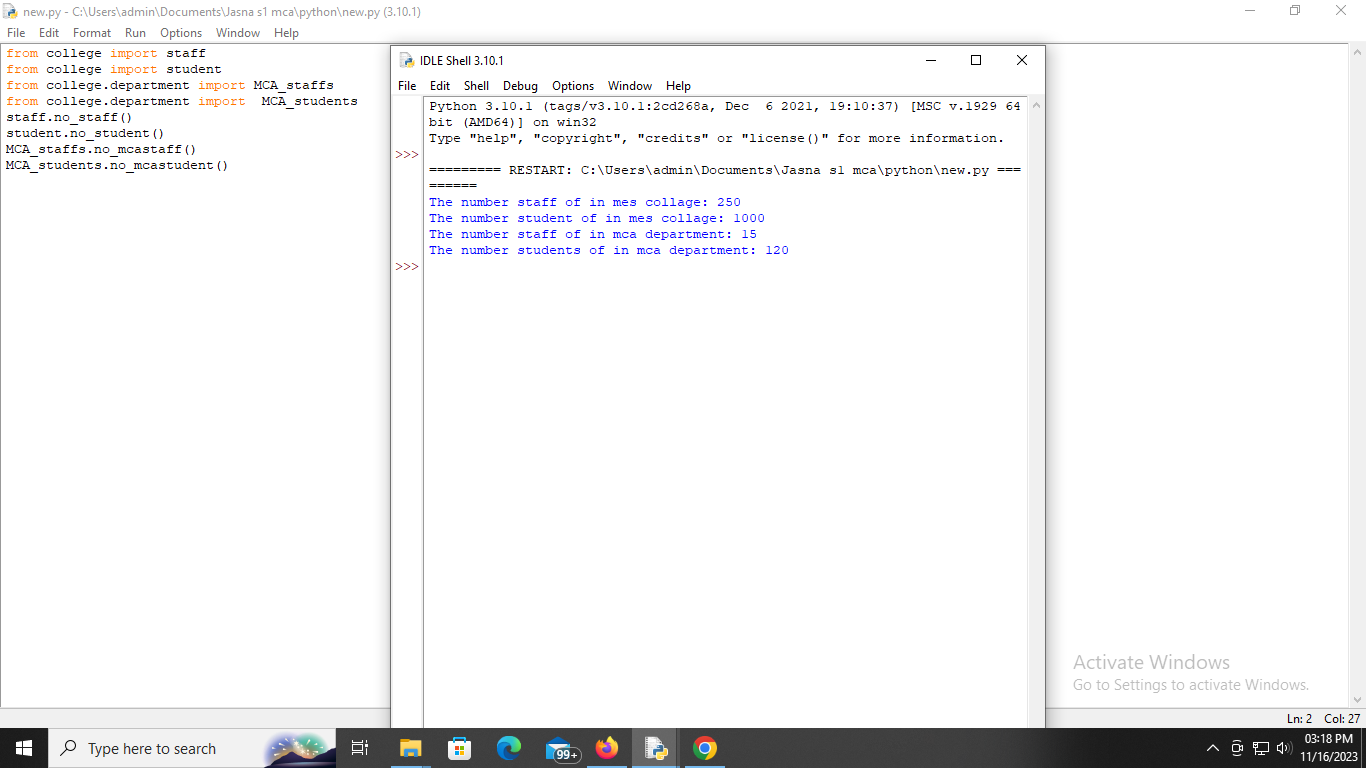 new.py - C:\Users\admin\Documents\Jasna s1 mca\python\new.py (3.10.1)
File Edit Format Run Options Window Help
from college import staff
from college import student
from college.department import MCA_staffs
from college.department import  MCA_students
staff.no_staff()
student.no_student()
MCA_staffs.no_mcastaff()
MCA_students.no_mcastudent()
IDLE Shell 3.10.1
File Edit Shell Debug Options Window Help
Python 3.10.1 (tags/v3.10.1:2cd268a, Dec  6 2021, 19:10:37) [MSC v.1929 64
bit (AMD64)] on win32
Type "help", "copyright", "credits" or "license()" for more information.
>>>
========= RESTART: C:\Users\admin\Documents\Jasna s1 mca\python\new.py ===
======
The number staff of in mes collage: 250
The number student of in mes collage: 1000
The number staff of in mca department: 15
The number students of in mca department: 120
>>>
Activate Windows
Go to Settings to activate Windows.
Ln: 2 Col: 27
Type here to search
99+
03:18 PM
11/16/2023